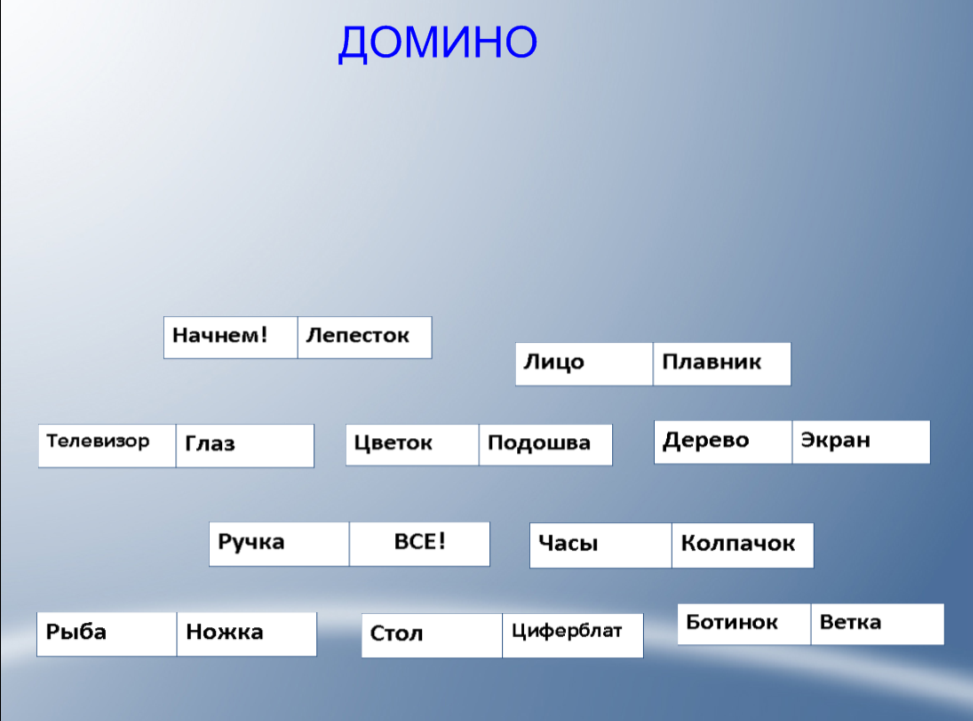 ДОМИНО
Начнем! Лепесток
Лицо Плавник
Телевизор Глаз
Цветок Подошва
Дерево Экран
Ручка ВСЕ!
Часы Колпачок
Рыба Ножка
Стол Циферблат
Ботинок Ветка